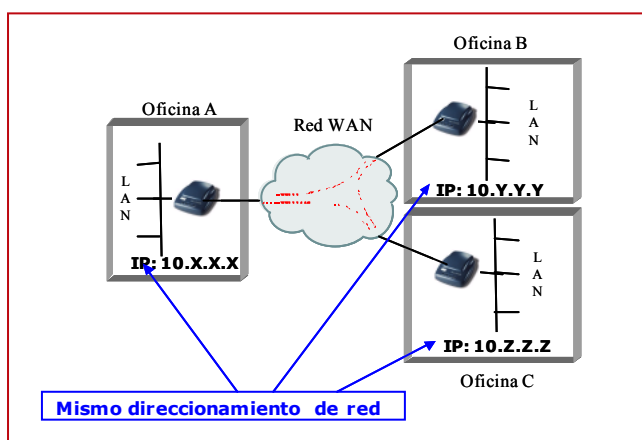 Oficina B
Oficina A
Red WAN
L
A
N
L
A
N
IP: 10.Y.Y.Y
IP: 10.X.X.X
L
A
N
IP: 10.Z.Z.Z
Oficina C
Mismo direccionamiento de red